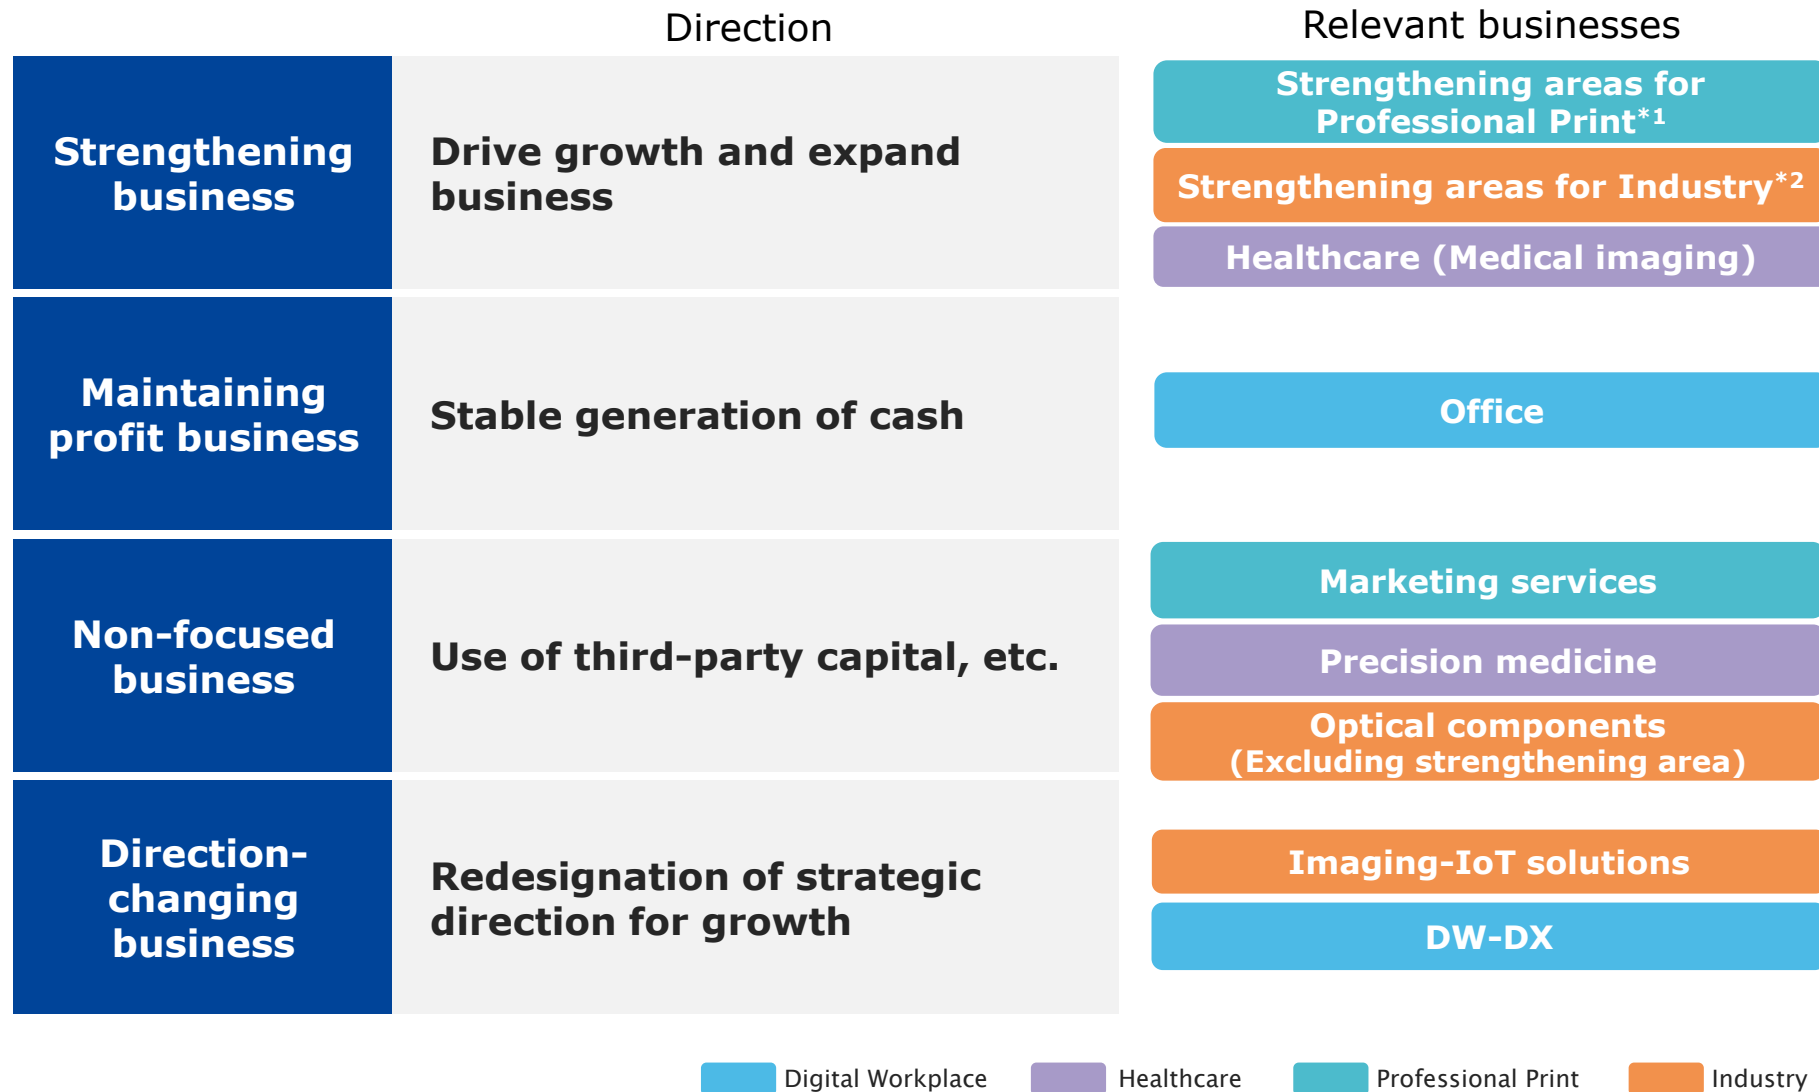 Direction
Relevant businesses
Strengthening
business
Drive growth and expand
business
Strengthening areas for
Professional Print*1
Strengthening areas for Industry*2
Healthcare (Medical imaging)
Maintaining
profit business
Stable generation of cash
Office
Non-focused
business
Use of third-party capital, etc.
Marketing services
Precision medicine
Optical components
(Excluding strengthening area)
Direction-
changing
business
Redesignation of strategic
direction for growth
Imaging-IoT solutions
DW-DX
Digital Workplace
Healthcare
Professional Print
Industry